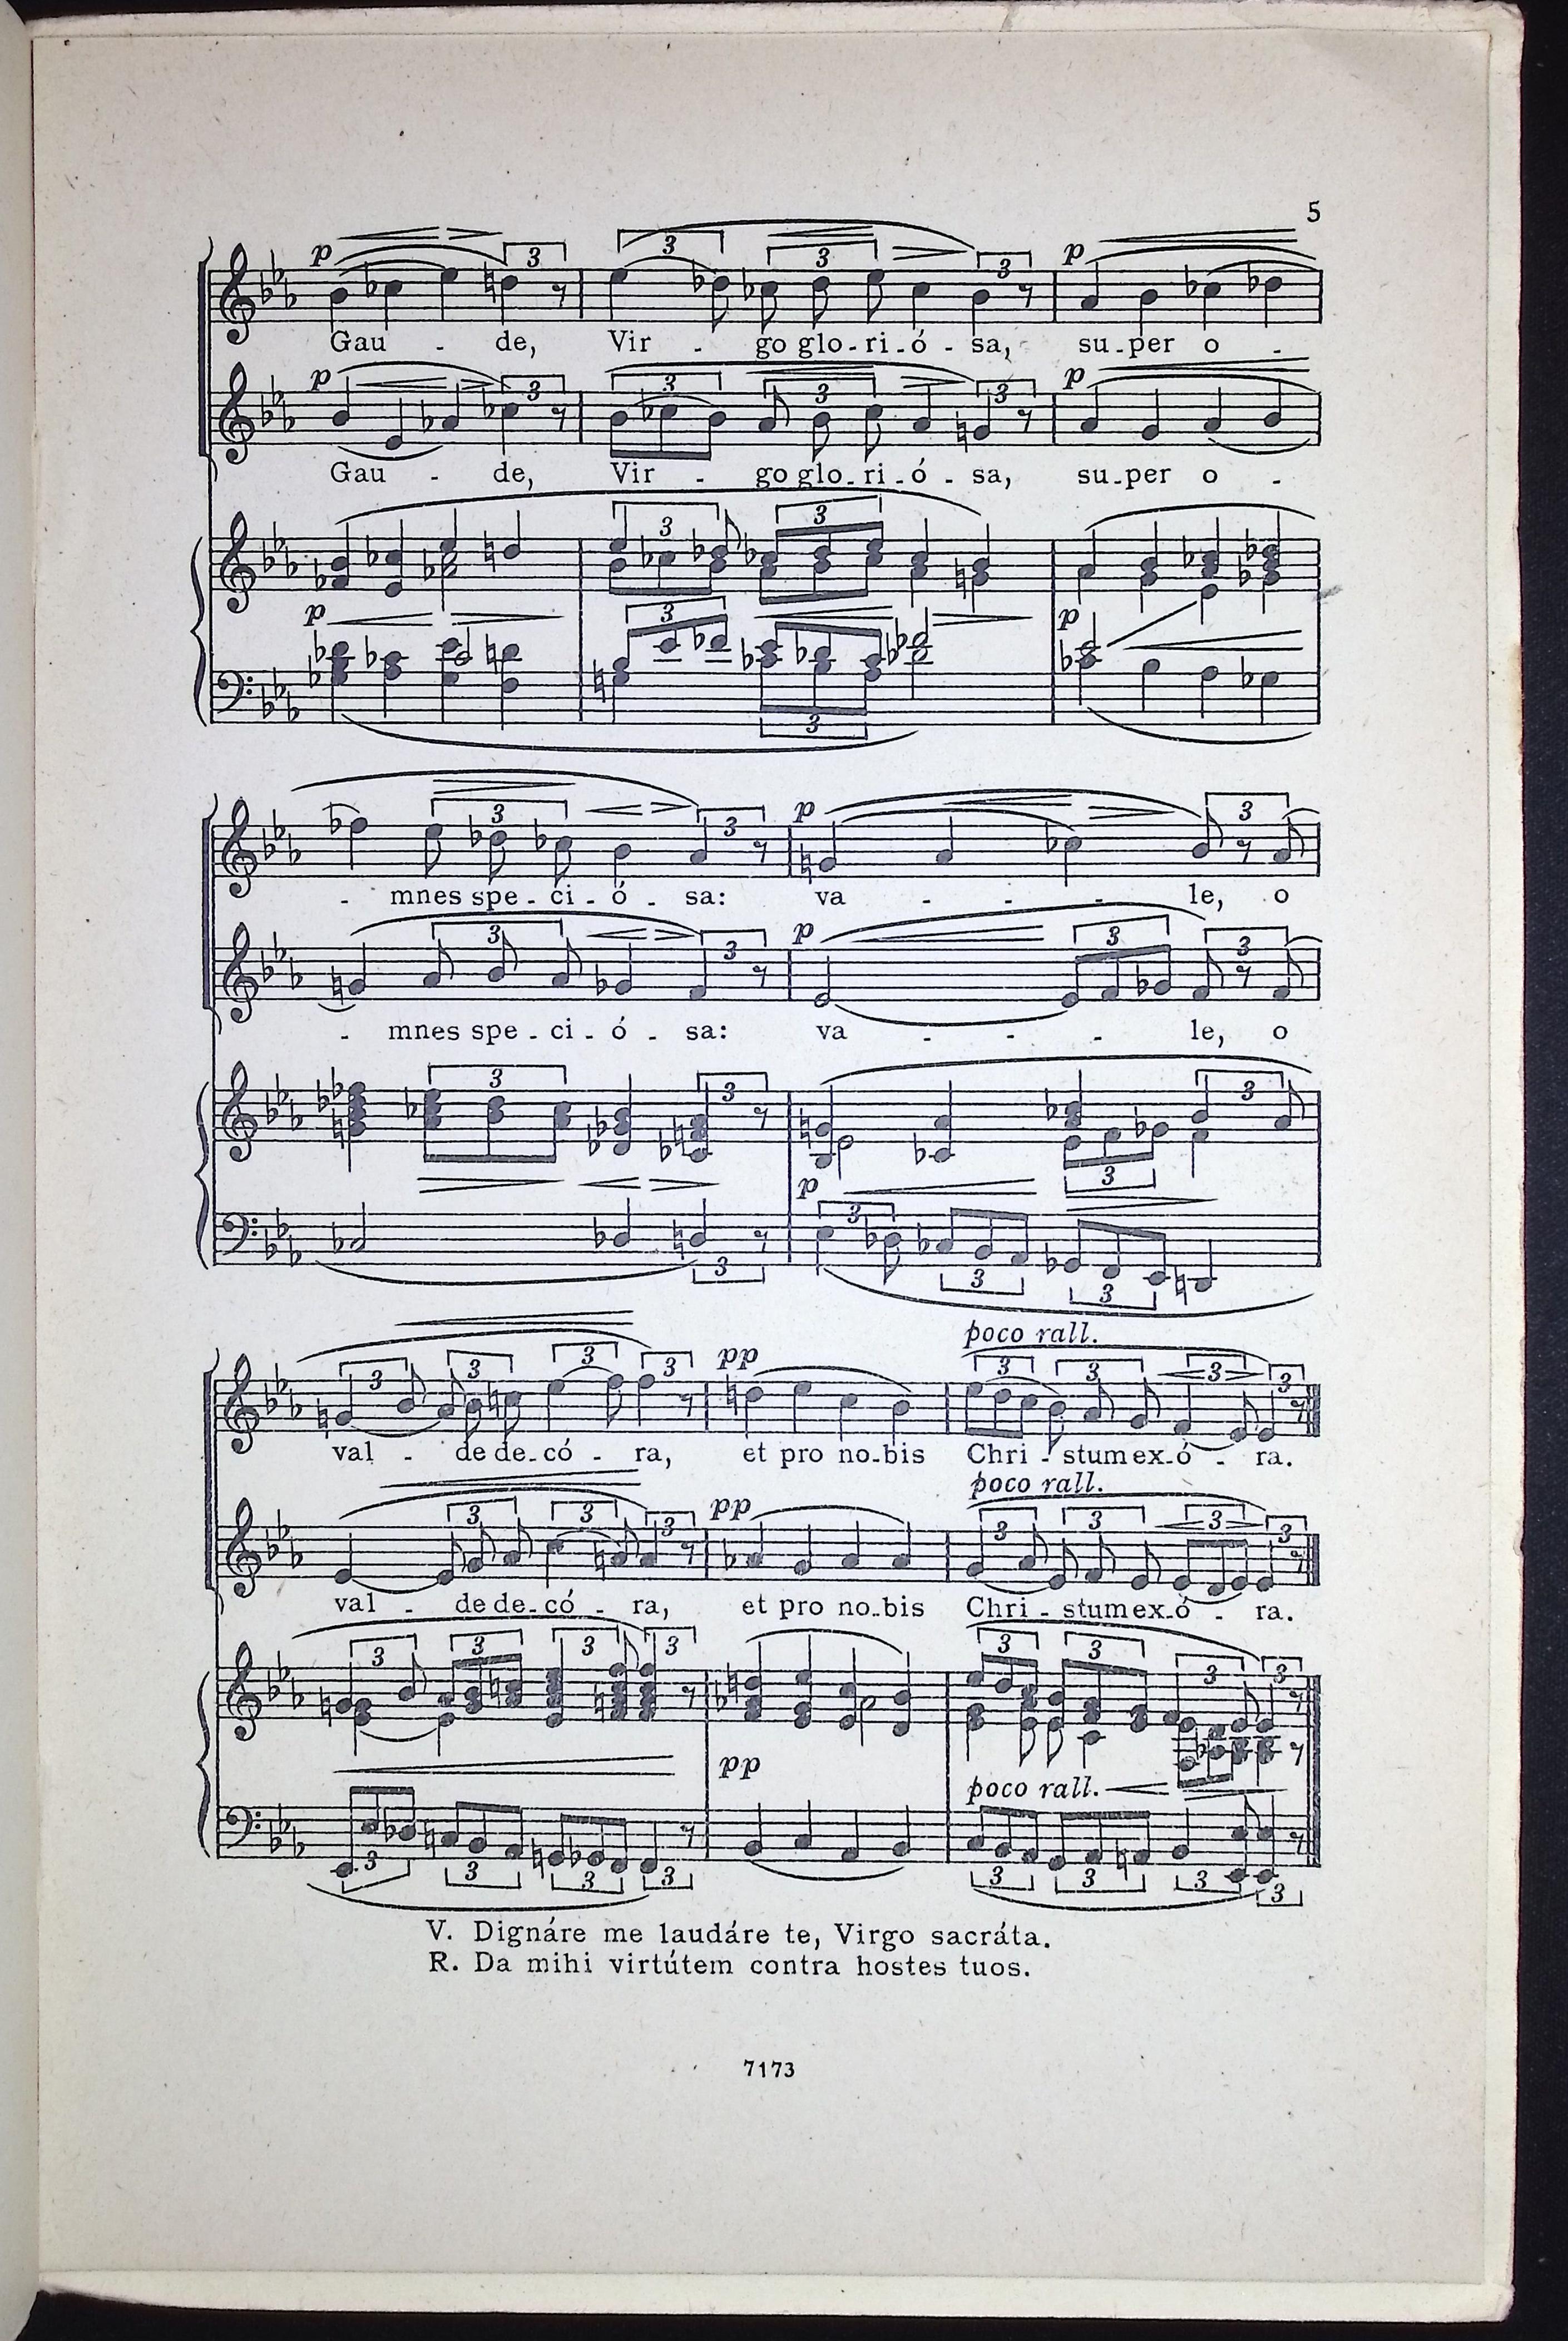 5
p 3 3 3 3 p
Gau - de, Vir - go glo-ri-ó - sa, su-per o -
p 3 3 3 3 p
Gau - de, Vir - go glo-ri-ó - sa, su-per o -
3 3
p 3 p
3
3 3 p 3
- mnes spe-ci-ó - sa: va - - - le, o
3 3 p 3 3
- mnes spe-ci-ó - sa: va - - - le, o
3 3 3
3
p 3
3 3 3
poco rall.
3 3 3 3 pp 3 3 3 3
val - de de-có - ra, et pro no-bis Chri - stum ex-ó - ra.
poco rall.
3 3 3 pp 3 3 3 3
val - de de-có - ra, et pro no-bis Chri - stum ex-ó - ra.
3 3 3 3 3 3 3 3
pp
poco rall.
3 3 3 3 3 3 3 3
V. Dignáre me laudáre te, Virgo sacráta.
R. Da mihi virtútem contra hostes tuos.
7173